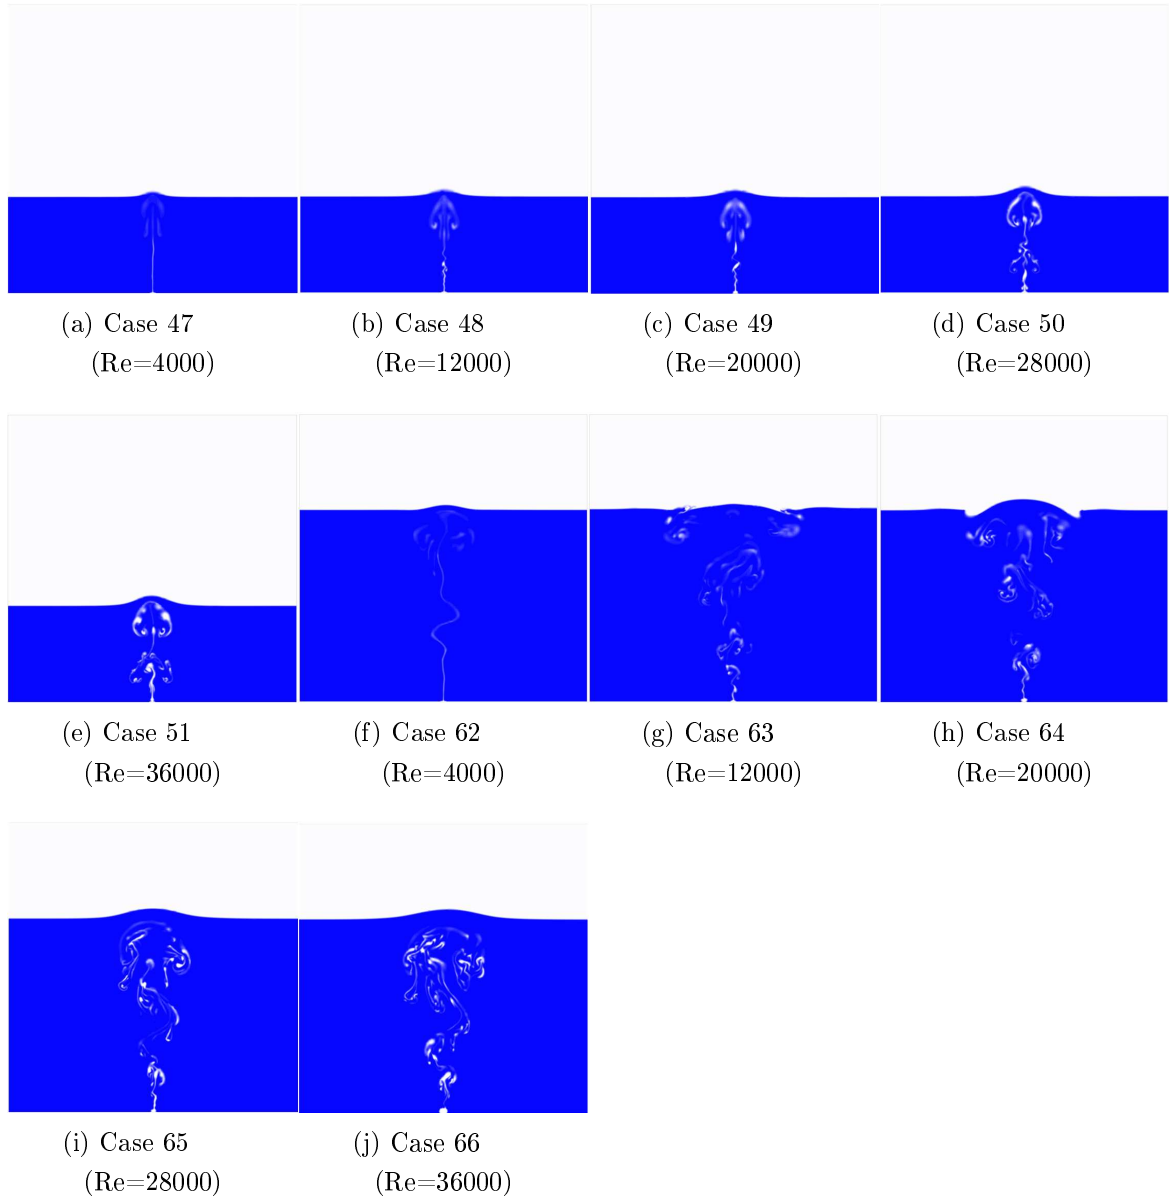 (a) Case 47
(Re=4000)
(b) Case 48
(Re=12000)
(c) Case 49
(Re=20000)
(d) Case 50
(Re=28000)
(e) Case 51
(Re=36000)
(f) Case 62
(Re=4000)
(g) Case 63
(Re=12000)
(h) Case 64
(Re=20000)
(i) Case 65
(Re=28000)
(j) Case 66
(Re=36000)